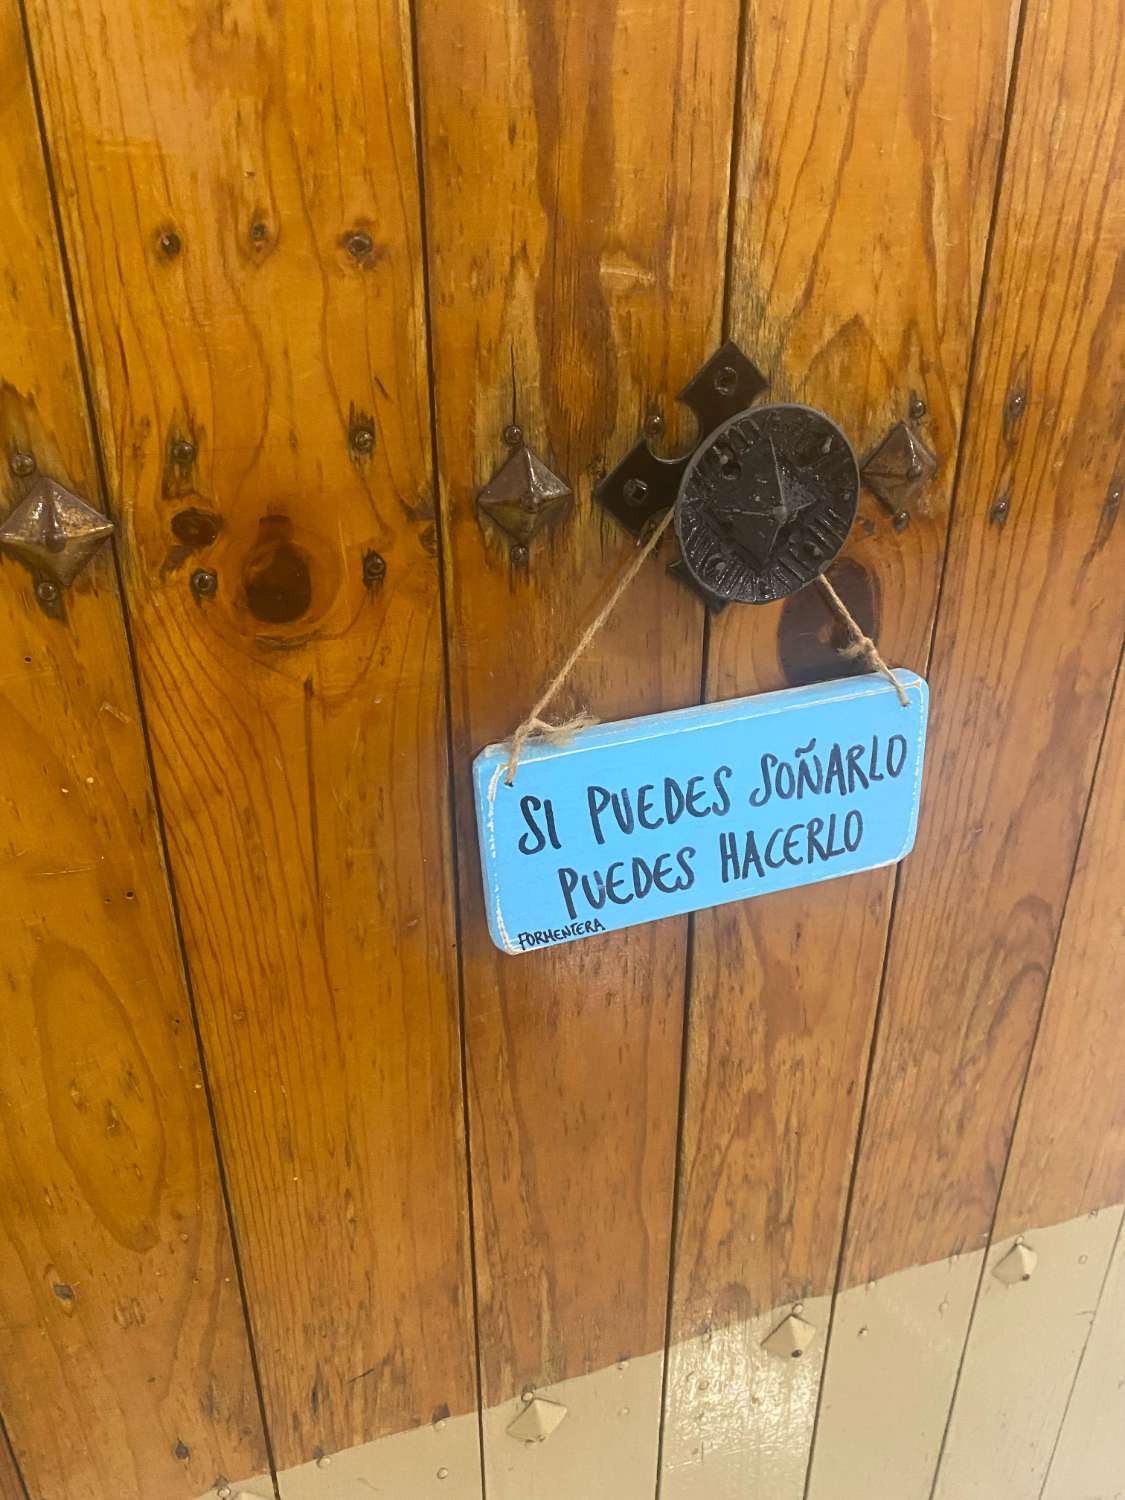 SI PUEDES SOÑARLO
PUEDES HACERLO
FORMENTERA